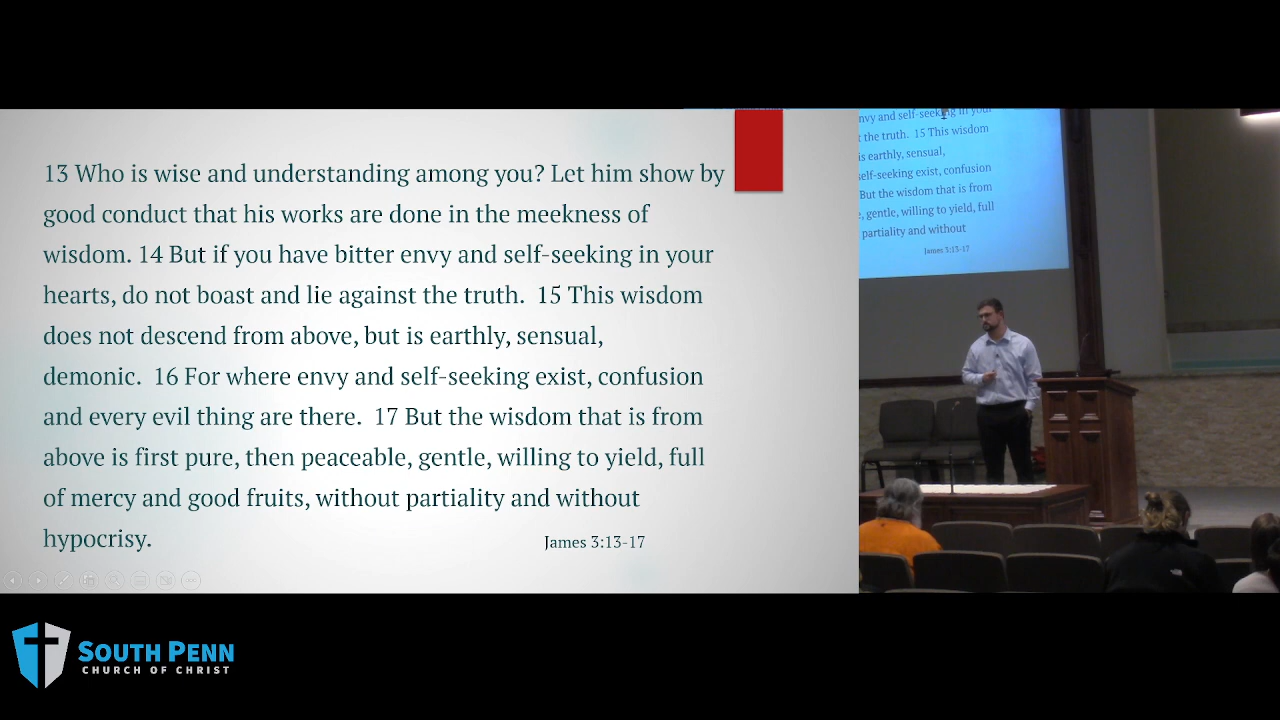 13 Who is wise and understanding among you? Let him show by
good conduct that his works are done in the meekness of
wisdom. 14 But if you have bitter envy and self-seeking in your
hearts, do not boast and lie against the truth.  15 This wisdom
does not descend from above, but is earthly, sensual,
demonic.  16 For where envy and self-seeking exist, confusion
and every evil thing are there.  17 But the wisdom that is from
above is first pure, then peaceable, gentle, willing to yield, full
of mercy and good fruits, without partiality and without
hypocrisy.
James 3:13-17
envy and self-seeking in your
the truth. 15 This wisdom
is earthly, sensual,
self-seeking exist, confusion
But the wisdom that is from
gentle, willing to yield, full
partiality and without
James 3:13-17
SOUTH PENN
CHURCH OF CHRIST